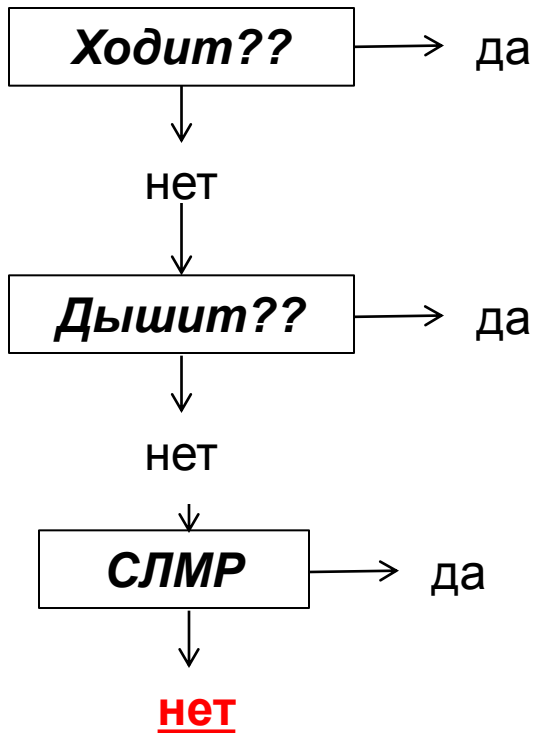 Ходит??
да
нет
Дышит??
да
нет
СЛМР
да
нет